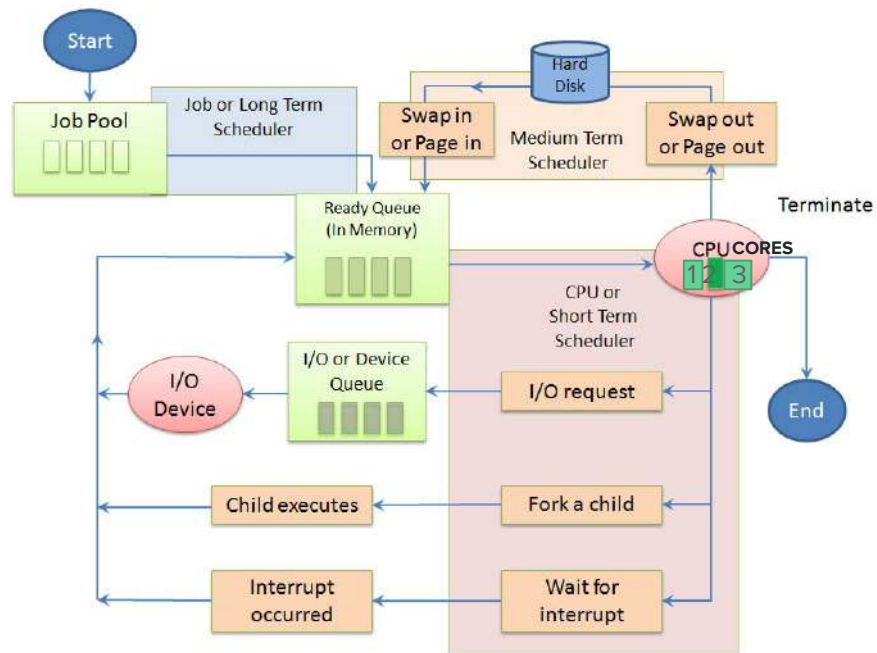 Start
Job Pool
Job or Long Term
Scheduler
Hard
Disk
Swap in
or Page in
Medium Term
Scheduler
Swap out
or Page out
Ready Queue
(In Memory)
Terminate
CPU CORES
1 2 3
CPU or
Short Term
Scheduler
I/O
Device
I/O or Device
Queue
I/O request
End
Child executes
Fork a child
Interrupt
occurred
Wait for
interrupt